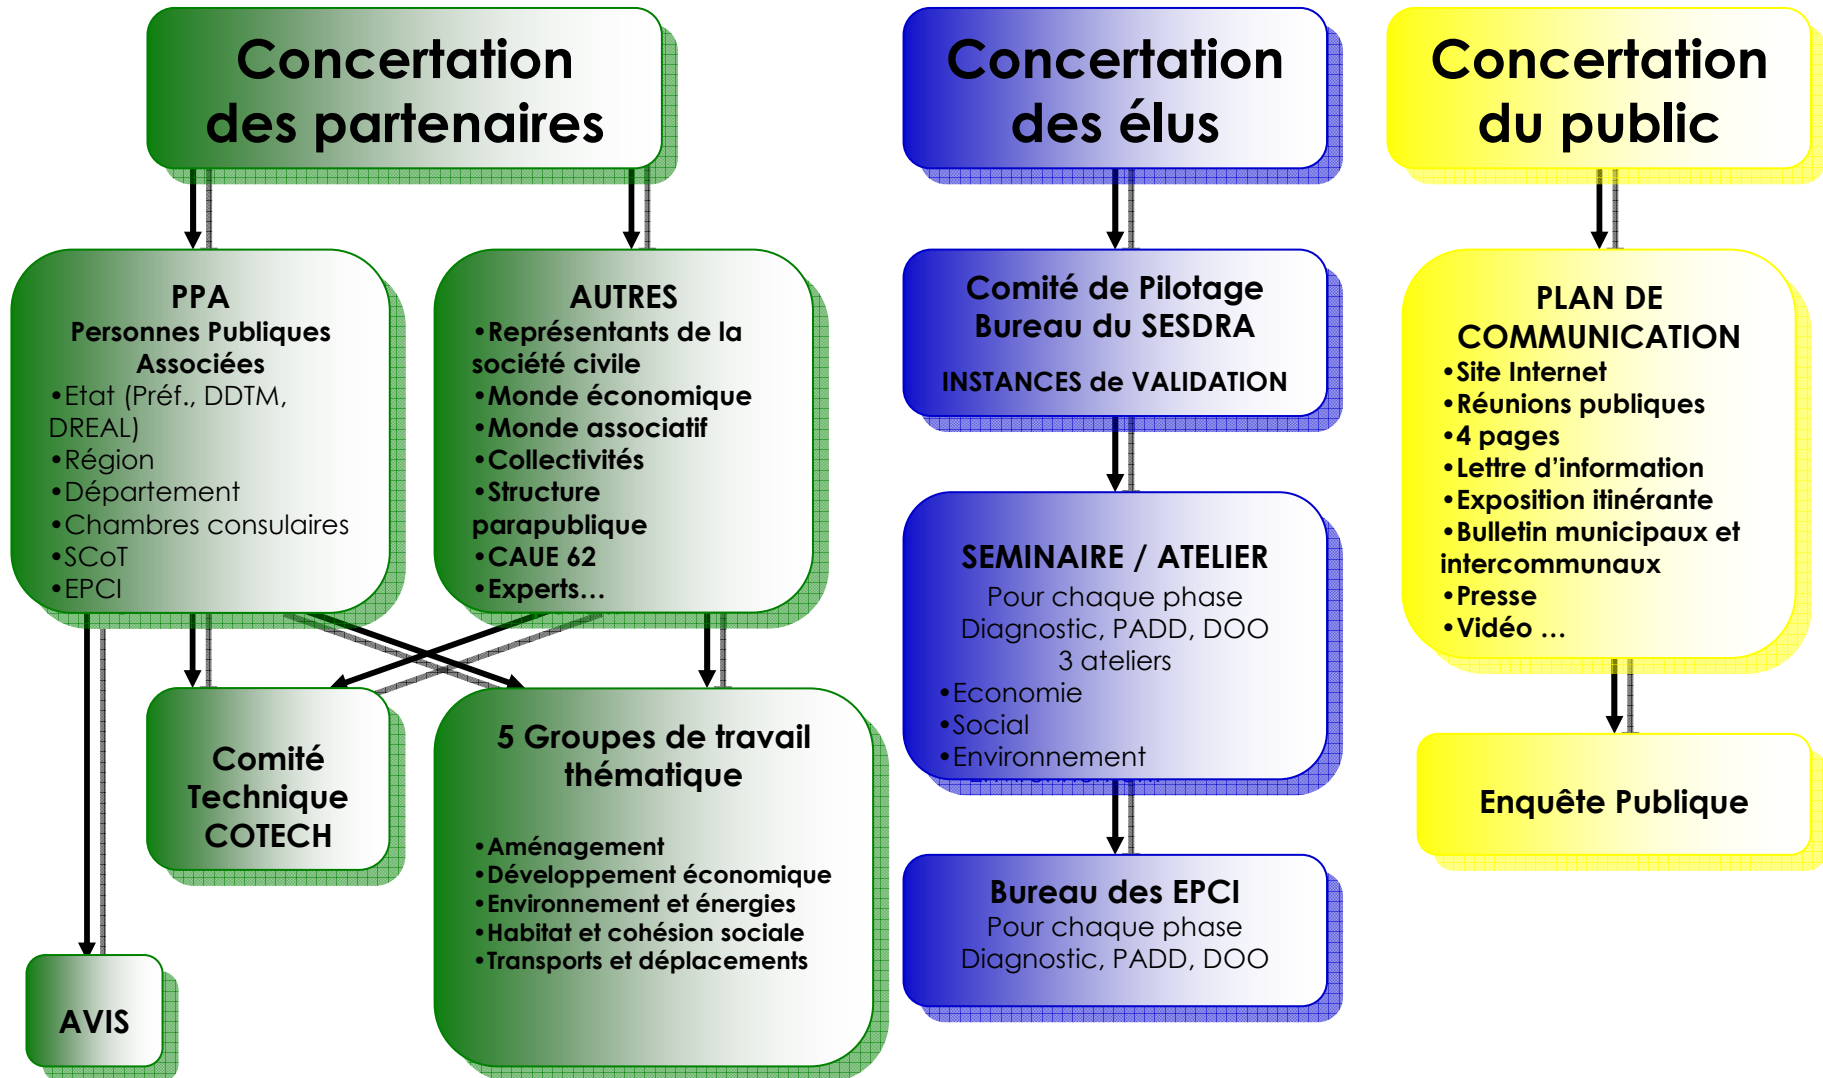 Concertation
des partenaires
PPA
Personnes Publiques
Associées
•Etat (Préf., DDTM,
DREAL)
•Région
•Département
•Chambres consulaires
•SCoT
•EPCI
AUTRES
•Représentants de la
société civile
•Monde économique
•Monde associatif
•Collectivités
•Structure
parapublique
•CAUE 62
•Experts…
Comité
Technique
COTECH
5 Groupes de travail
thématique
•Aménagement
•Développement économique
•Environnement et énergies
•Habitat et cohésion sociale
•Transports et déplacements
AVIS
Concertation
des élus
Comité de Pilotage
Bureau du SESDRA
INSTANCES de VALIDATION
SEMINAIRE / ATELIER
Pour chaque phase
Diagnostic, PADD, DOO
3 ateliers
•Economie
•Social
•Environnement
Bureau des EPCI
Pour chaque phase
Diagnostic, PADD, DOO
Concertation
du public
PLAN DE
COMMUNICATION
•Site Internet
•Réunions publiques
•4 pages
•Lettre d’information
•Exposition itinérante
•Bulletin municipaux et
intercommunaux
•Presse
•Vidéo …
Enquête Publique